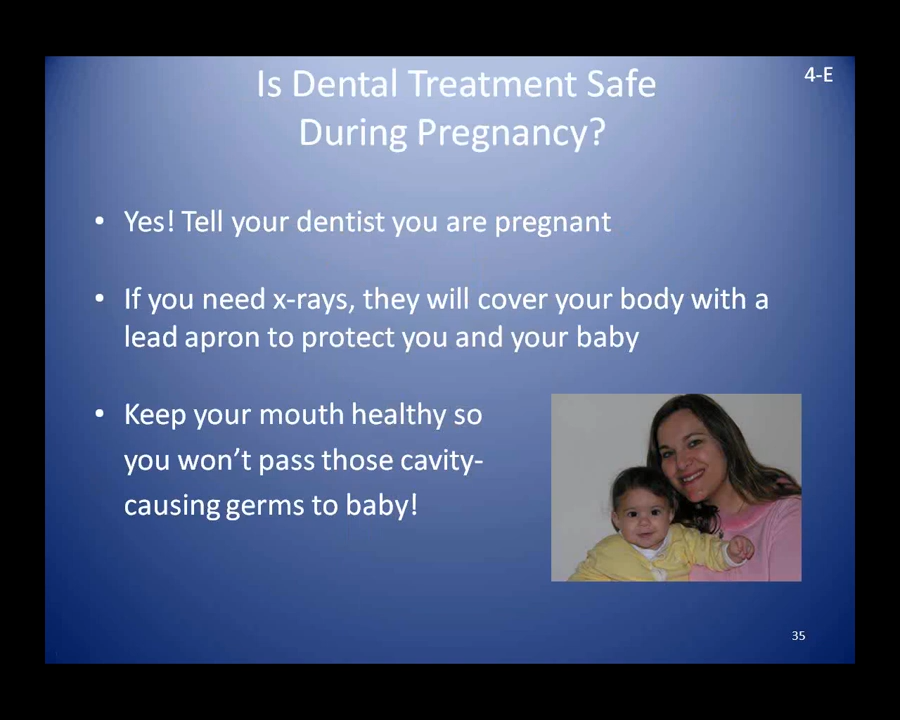 4-E
Is Dental Treatment Safe
During Pregnancy?
• Yes! Tell your dentist you are pregnant
• If you need x-rays, they will cover your body with a
lead apron to protect you and your baby
• Keep your mouth healthy so
you won’t pass those cavity-
causing germs to baby!
35